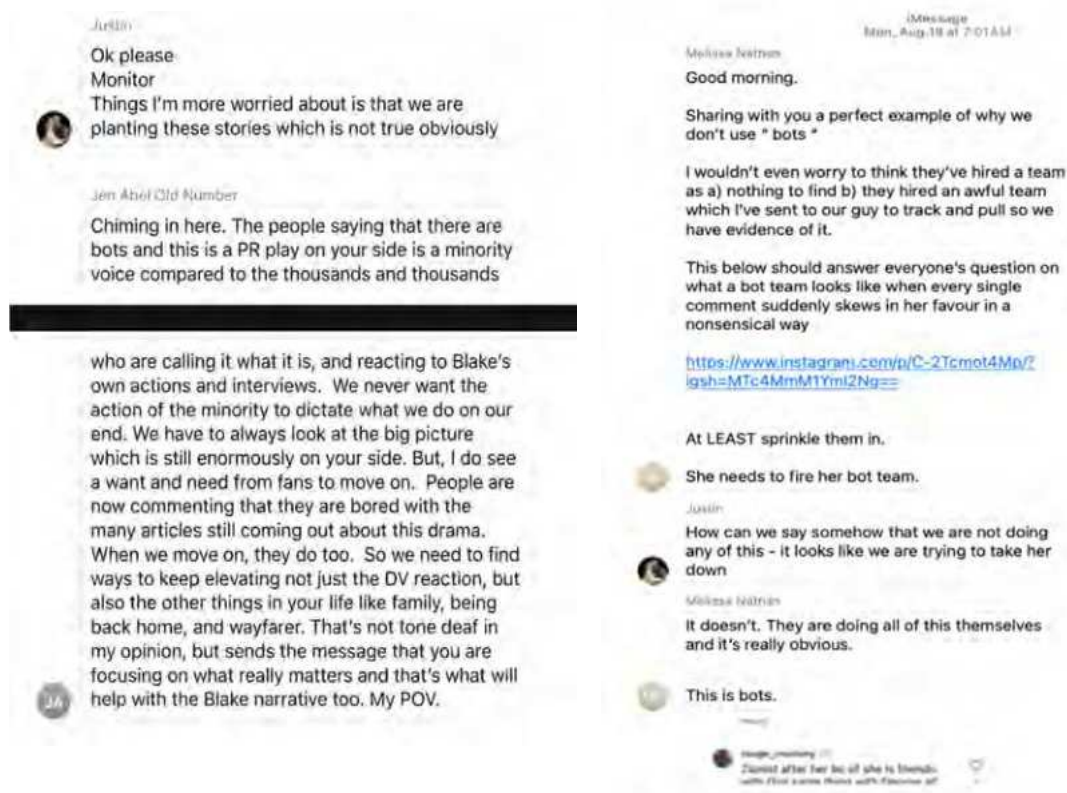 Justin
Ok please
Monitor
Things I'm more worried about is that we are
planting these stories which is not true obviously
Jen Abel Old Number
Chiming in here. The people saying that there are
bots and this is a PR play on your side is a minority
voice compared to the thousands and thousands
who are calling it what it is, and reacting to Blake's
own actions and interviews. We never want the
action of the minority to dictate what we do on our
end. We have to always look at the big picture
which is still enormously on your side. But, I do see
a want and need from fans to move on. People are
now commenting that they are bored with the
many articles still coming out about this drama.
When we move on, they do too. So we need to find
ways to keep elevating not just the DV reaction, but
also the other things in your life like family, being
back home, and wayfarer. That's not tone deaf in
my opinion, but sends the message that you are
focusing on what really matters and that's what will
help with the Blake narrative too. My POV.
JA
iMessage
Mon, Aug 19 at 7:01 AM
Melissa Nathan
Good morning.
Sharing with you a perfect example of why we
don't use " bots "
I wouldn't even worry to think they've hired a team
as a) nothing to find b) they hired an awful team
which I've sent to our guy to track and pull so we
have evidence of it.
This below should answer everyone's question on
what a bot team looks like when every single
comment suddenly skews in her favour in a
nonsensical way
https://www.instagram.com/p/C-2Tcmot4Mp/?
igsh=MTc4MmM1YmI2Ng==
At LEAST sprinkle them in.
She needs to fire her bot team.
Justin
How can we say somehow that we are not doing
any of this - it looks like we are trying to take her
down
Melissa Nathan
It doesn't. They are doing all of this themselves
and it's really obvious.
This is bots.